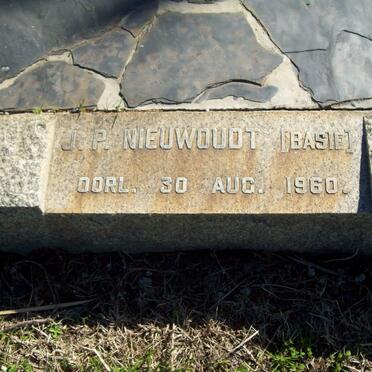 J. P. NIEUWOUDT [BASIE]
OORL. 30 AUG. 1960.